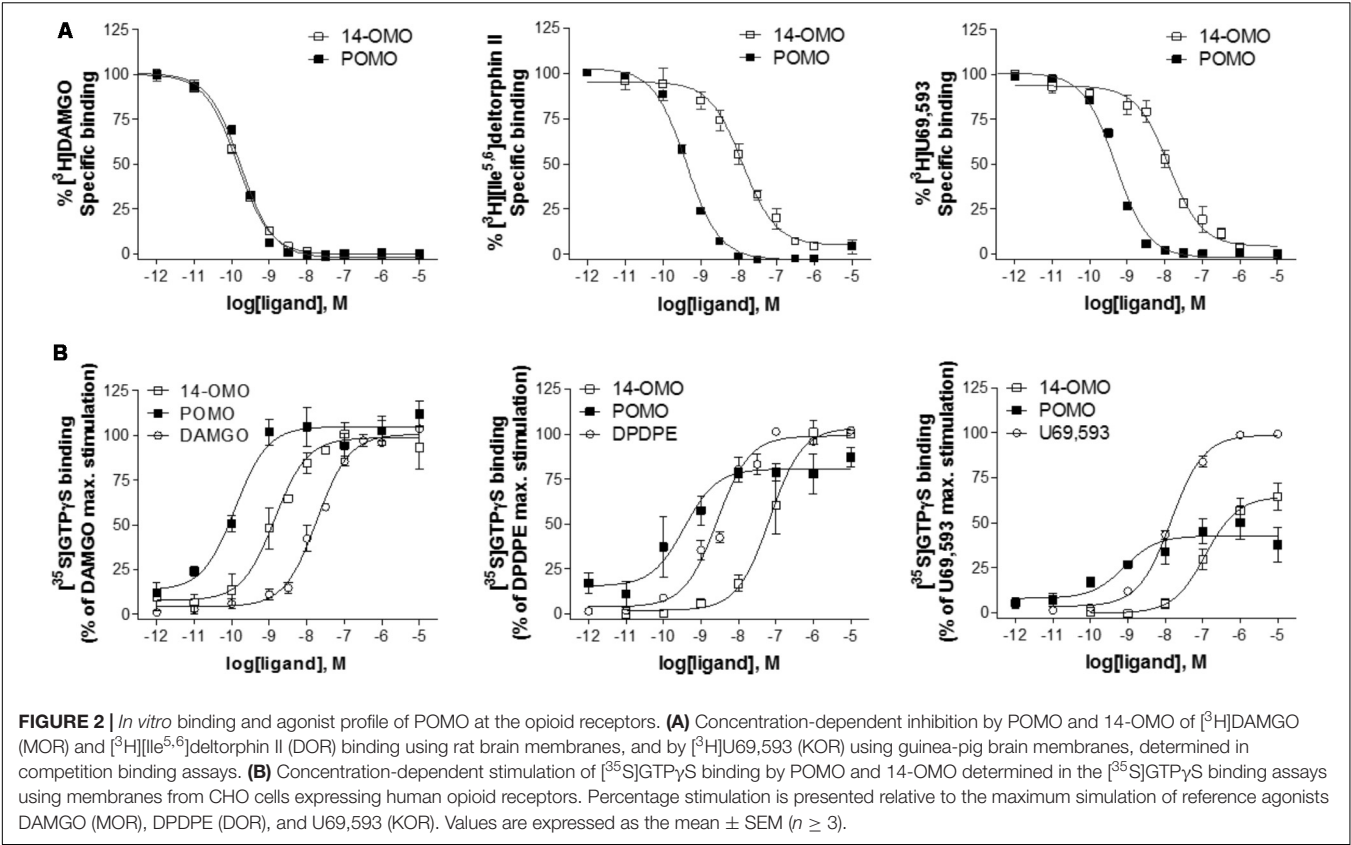 A
125
100
75
50
25
0
% [³H]DAMGO
Specific binding
14-OMO
POMO
-12 -11 -10 -9 -8 -7 -6 -5
log[ligand], M
125
100
75
50
25
0
% [³H][Ile⁵,⁶]deltorphin II
Specific binding
14-OMO
POMO
-12 -11 -10 -9 -8 -7 -6 -5
log[ligand], M
125
100
75
50
25
0
% [³H]U69,593
Specific binding
14-OMO
POMO
-12 -11 -10 -9 -8 -7 -6 -5
log[ligand], M
B
125
100
75
50
25
0
[³⁵S]GTPγS binding
(% of DAMGO max. stimulation)
14-OMO
POMO
DAMGO
-12 -11 -10 -9 -8 -7 -6 -5
log[ligand], M
125
100
75
50
25
0
[³⁵S]GTPγS binding
(% of DPDPE max. stimulation)
14-OMO
POMO
DPDPE
-12 -11 -10 -9 -8 -7 -6 -5
log[ligand], M
125
100
75
50
25
0
[³⁵S]GTPγS binding
(% of U69,593 max. stimulation)
14-OMO
POMO
U69,593
-12 -11 -10 -9 -8 -7 -6 -5
log[ligand], M
FIGURE 2 | In vitro binding and agonist profile of POMO at the opioid receptors. (A) Concentration-dependent inhibition by POMO and 14-OMO of [³H]DAMGO
(MOR) and [³H][Ile⁵,⁶]deltorphin II (DOR) binding using rat brain membranes, and by [³H]U69,593 (KOR) using guinea-pig brain membranes, determined in
competition binding assays. (B) Concentration-dependent stimulation of [³⁵S]GTPγS binding by POMO and 14-OMO determined in the [³⁵S]GTPγS binding assays
using membranes from CHO cells expressing human opioid receptors. Percentage stimulation is presented relative to the maximum simulation of reference agonists
DAMGO (MOR), DPDPE (DOR), and U69,593 (KOR). Values are expressed as the mean ± SEM (n ≥ 3).